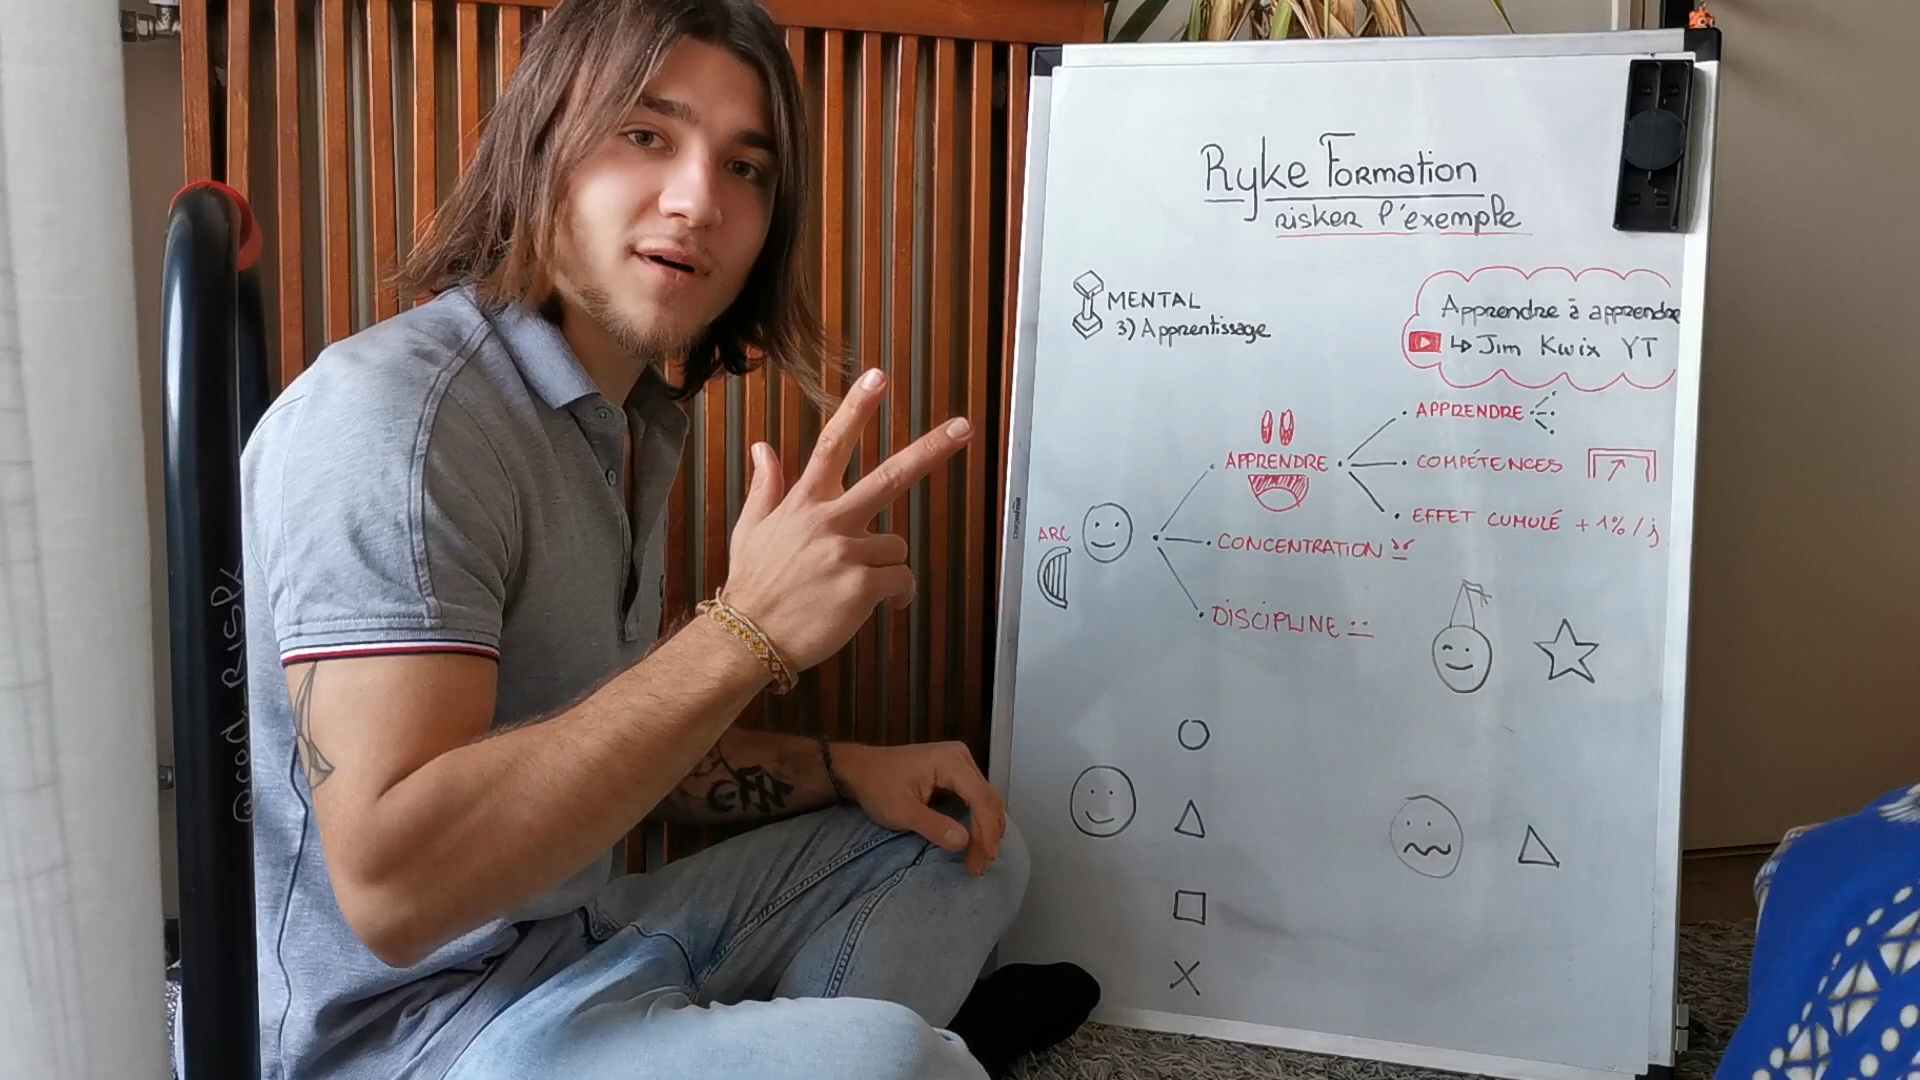 Ryke Formation
risker l'exemple
MENTAL
3) Apprentissage
Apprendre à apprendre
↳ Jim Kwix YT
ARC
APPRENDRE
CONCENTRATION
DISCIPLINE
APPRENDRE
COMPÉTENCES
EFFET CUMULÉ + 1% / j